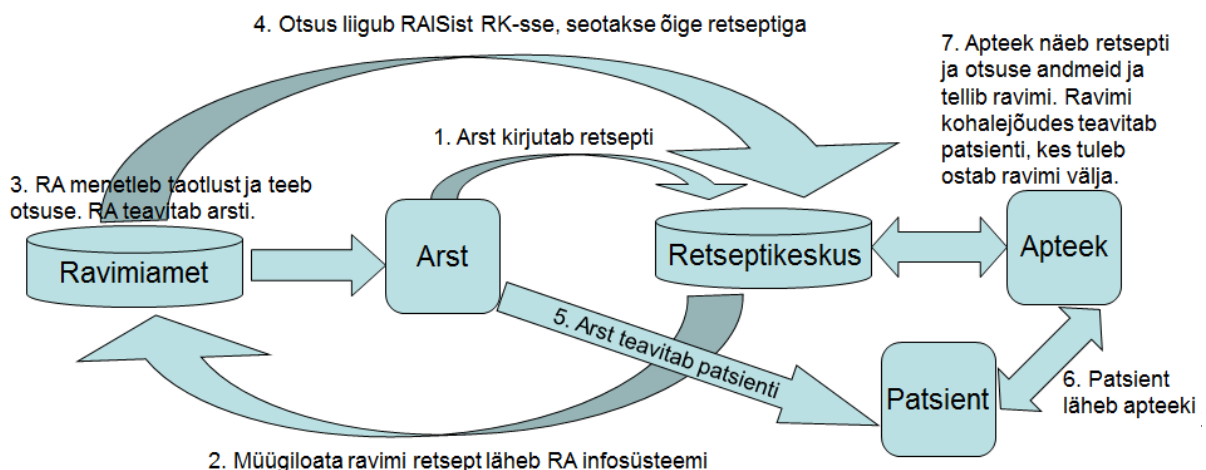 4. Otsus liigub RAISist RK-sse, seotakse õige retseptiga
7. Apteek näeb retsepti
ja otsuse andmeid ja
tellib ravimi. Ravimi
kohalejõudes teavitab
patsienti, kes tuleb
ostab ravimi välja.
1. Arst kirjutab retsepti
3. RA menetleb taotlust ja teeb
otsuse. RA teavitab arsti.
Ravimiamet
Arst
Retseptikeskus
Apteek
5. Arst teavitab patsienti
Patsient
6. Patsient
läheb apteeki
2. Müügiloata ravimi retsept läheb RA infosüsteemi